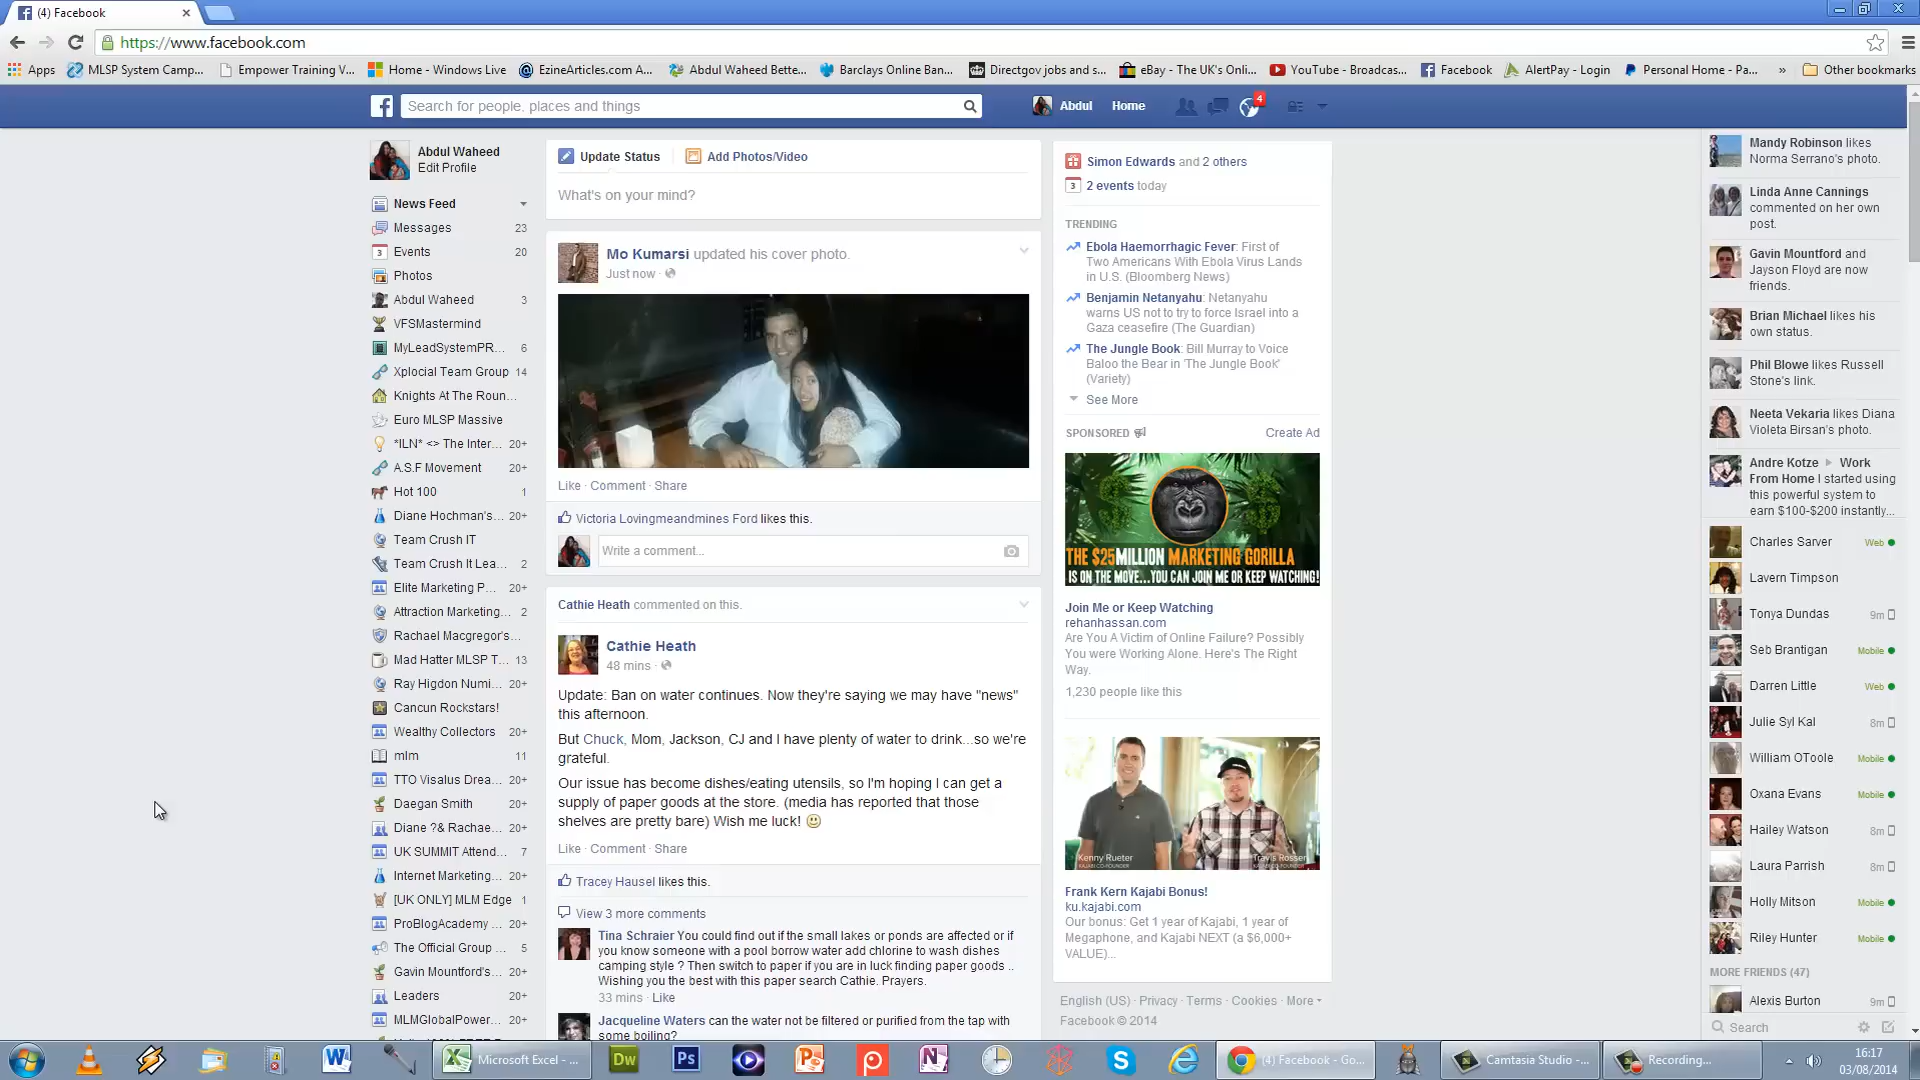 (4) Facebook
https://www.facebook.com
Apps
MLSP System Camp...
Empower Training V...
Home - Windows Live
EzineArticles.com A...
Abdul Waheed Bette...
Barclays Online Ban...
Directgov jobs and s...
eBay - The UK's Onli...
YouTube - Broadcas...
Facebook
AlertPay - Login
Personal Home - Pa...
»
Other bookmarks
Search for people, places and things
Abdul
Home
4
Abdul Waheed
Edit Profile
News Feed
Messages 23
Events 20
Photos
Abdul Waheed 3
VFSMastermind
MyLeadSystemPR... 6
Xplocial Team Group 14
Knights At The Roun...
Euro MLSP Massive
*ILN* <> The Inter... 20+
A.S.F Movement 20+
Hot 100 1
Diane Hochman's... 20+
Team Crush IT
Team Crush It Lea... 2
Elite Marketing P... 20+
Attraction Marketing... 2
Rachael Macgregor's...
Mad Hatter MLSP T... 13
Ray Higdon Numi... 20+
Cancun Rockstars!
Wealthy Collectors 20+
mlm 11
TTO Visalus Drea... 20+
Daegan Smith 20+
Diane ?& Rachae... 20+
UK SUMMIT Attend... 7
Internet Marketing... 20+
[UK ONLY] MLM Edge 1
ProBlogAcademy ... 20+
The Official Group ... 5
Gavin Mountford's... 20+
Leaders 20+
MLMGlobalPower... 20+
Update Status
Add Photos/Video
What's on your mind?
Mo Kumarsi updated his cover photo.
Just now ·
Like · Comment · Share
Victoria Lovingmeandmines Ford likes this.
Write a comment...
Cathie Heath commented on this.
Cathie Heath
48 mins ·
Update: Ban on water continues. Now they're saying we may have "news"
this afternoon.
But Chuck, Mom, Jackson, CJ and I have plenty of water to drink...so we're
grateful.
Our issue has become dishes/eating utensils, so I'm hoping I can get a
supply of paper goods at the store. (media has reported that those
shelves are pretty bare) Wish me luck!
Like · Comment · Share
Tracey Hausel likes this.
View 3 more comments
Tina Schraier You could find out if the small lakes or ponds are affected or if
you know someone with a pool borrow water add chlorine to wash dishes
camping style ? Then switch to paper if you are in luck finding paper goods ..
Wishing you the best with this paper search Cathie. Prayers.
33 mins · Like
Jacqueline Waters can the water not be filtered or purified from the tap with
some boiling?
Simon Edwards and 2 others
3 2 events today
TRENDING
Ebola Haemorrhagic Fever: First of
Two Americans With Ebola Virus Lands
in U.S. (Bloomberg News)
Benjamin Netanyahu: Netanyahu
warns US not to try to force Israel into a
Gaza ceasefire (The Guardian)
The Jungle Book: Bill Murray to Voice
Baloo the Bear in 'The Jungle Book'
(Variety)
See More
SPONSORED
Create Ad
THE $25MILLION MARKETING GORILLA
IS ON THE MOVE...YOU CAN JOIN ME OR KEEP WATCHING!
Join Me or Keep Watching
rehanhassan.com
Are You A Victim of Online Failure? Possibly
You were Working Alone. Here's The Right
Way.
1,230 people like this
Kenny Rueter
KAJABI CO-FOUNDER
Travis Rosser
KAJABI CO-FOUNDER
Frank Kern Kajabi Bonus!
ku.kajabi.com
Our bonus: Get 1 year of Kajabi, 1 year of
Megaphone, and Kajabi NEXT (a $6,000+
VALUE)...
English (US) · Privacy · Terms · Cookies · More
Facebook © 2014
Mandy Robinson likes
Norma Serrano's photo.
Linda Anne Cannings
commented on her own
post.
Gavin Mountford and
Jayson Floyd are now
friends.
Brian Michael likes his
own status.
Phil Blowe likes Russell
Stone's link.
Neeta Vekaria likes Diana
Violeta Birsan's photo.
Andre Kotze ▸ Work
From Home I started using
this powerful system to
earn $100-$200 instantly...
Charles Sarver Web
Lavern Timpson
Tonya Dundas 9m
Seb Brantigan Mobile
Darren Little Web
Julie Syl Kal 8m
William OToole Mobile
Oxana Evans Mobile
Hailey Watson 8m
Laura Parrish 8m
Holly Mitson Mobile
Riley Hunter Mobile
MORE FRIENDS (47)
Alexis Burton 9m
Search
Microsoft Excel - ...
(4) Facebook - Go...
Camtasia Studio -...
Recording...
16:17
03/08/2014